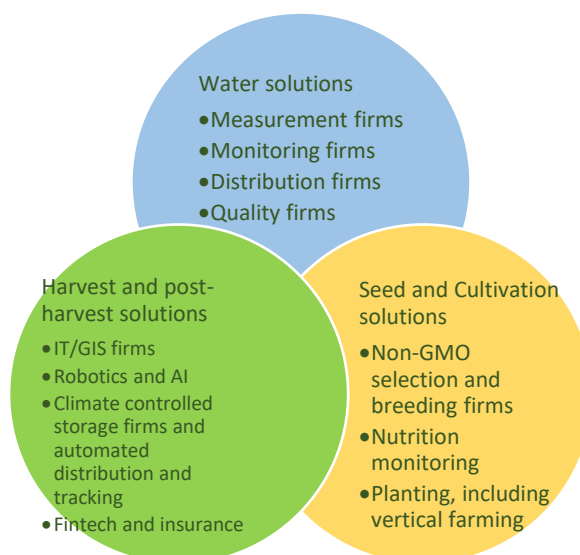 Water solutions
•Measurement firms
•Monitoring firms
•Distribution firms
•Quality firms
Harvest and post-
harvest solutions
•IT/GIS firms
•Robotics and AI
•Climate controlled
storage firms and
automated
distribution and
tracking
•Fintech and insurance
Seed and Cultivation
solutions
•Non-GMO
selection and
breeding firms
•Nutrition
monitoring
•Planting, including
vertical farming